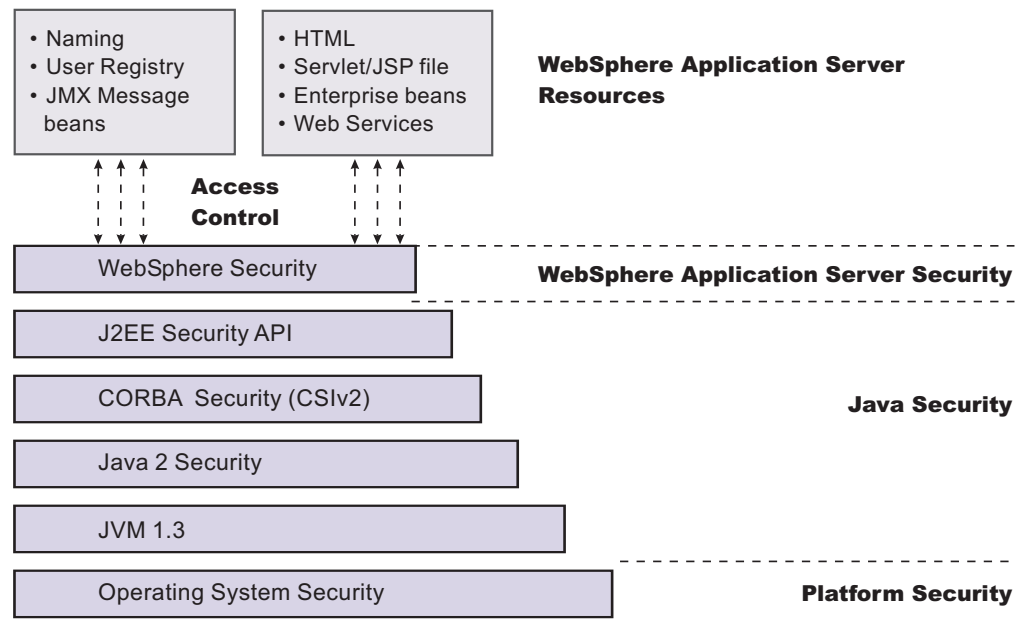 • Naming
• User Registry
• JMX Message
beans
• HTML
• Servlet/JSP file
• Enterprise beans
• Web Services
WebSphere Application Server
Resources
Access
Control
WebSphere Security
WebSphere Application Server Security
J2EE Security API
CORBA Security (CSIv2)
Java Security
Java 2 Security
JVM 1.3
Operating System Security
Platform Security